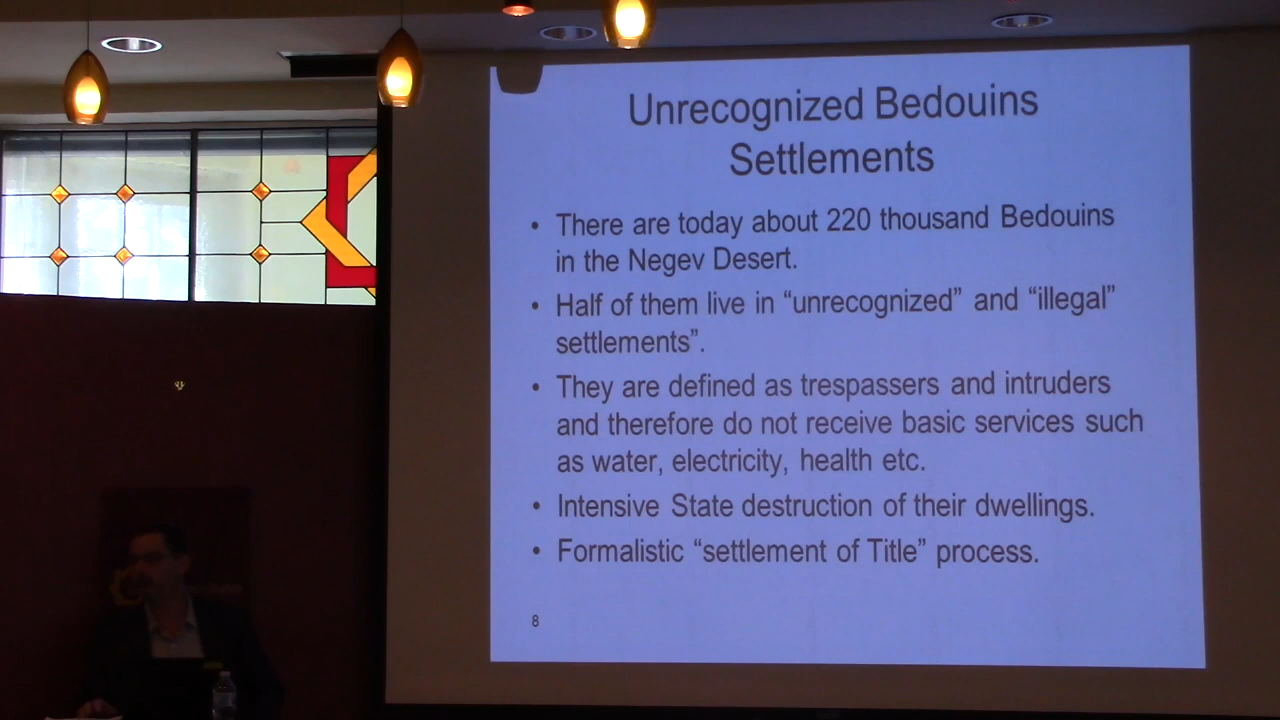 Unrecognized Bedouins
Settlements
• There are today about 220 thousand Bedouins
in the Negev Desert.
• Half of them live in “unrecognized” and “illegal”
settlements”.
• They are defined as trespassers and intruders
and therefore do not receive basic services such
as water, electricity, health etc.
• Intensive State destruction of their dwellings.
• Formalistic “settlement of Title” process.
8